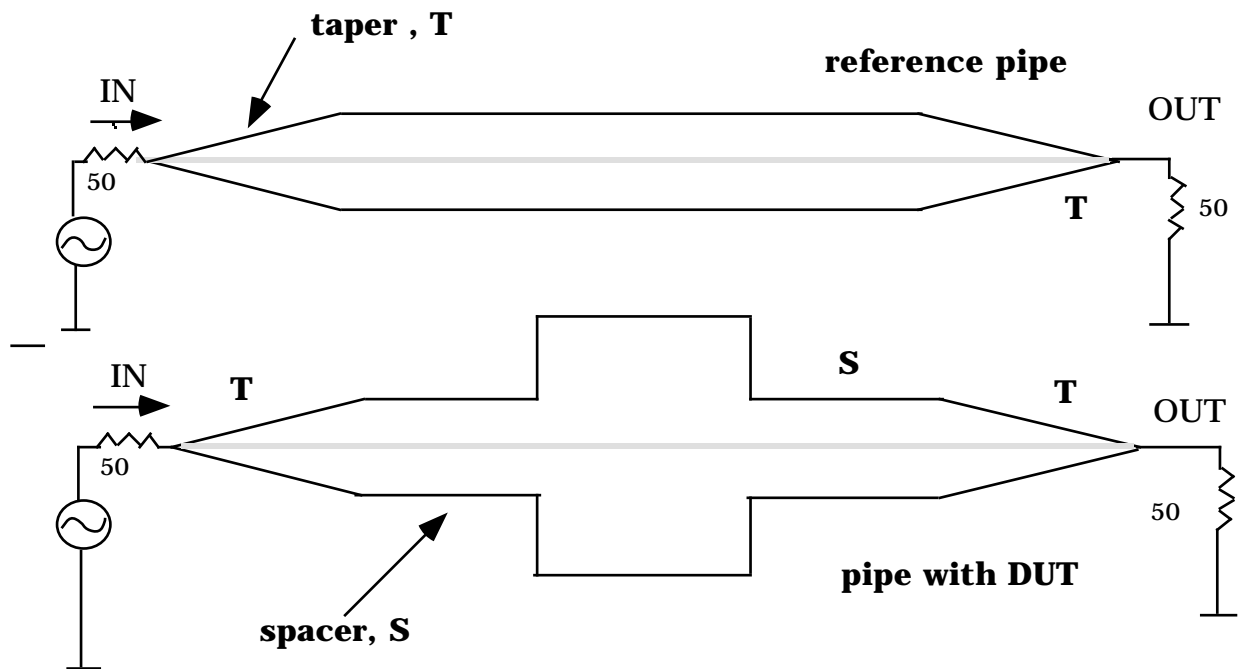 taper , T
reference pipe
IN
OUT
50
T
50
IN
T
S
T
OUT
50
50
pipe with DUT
spacer, S